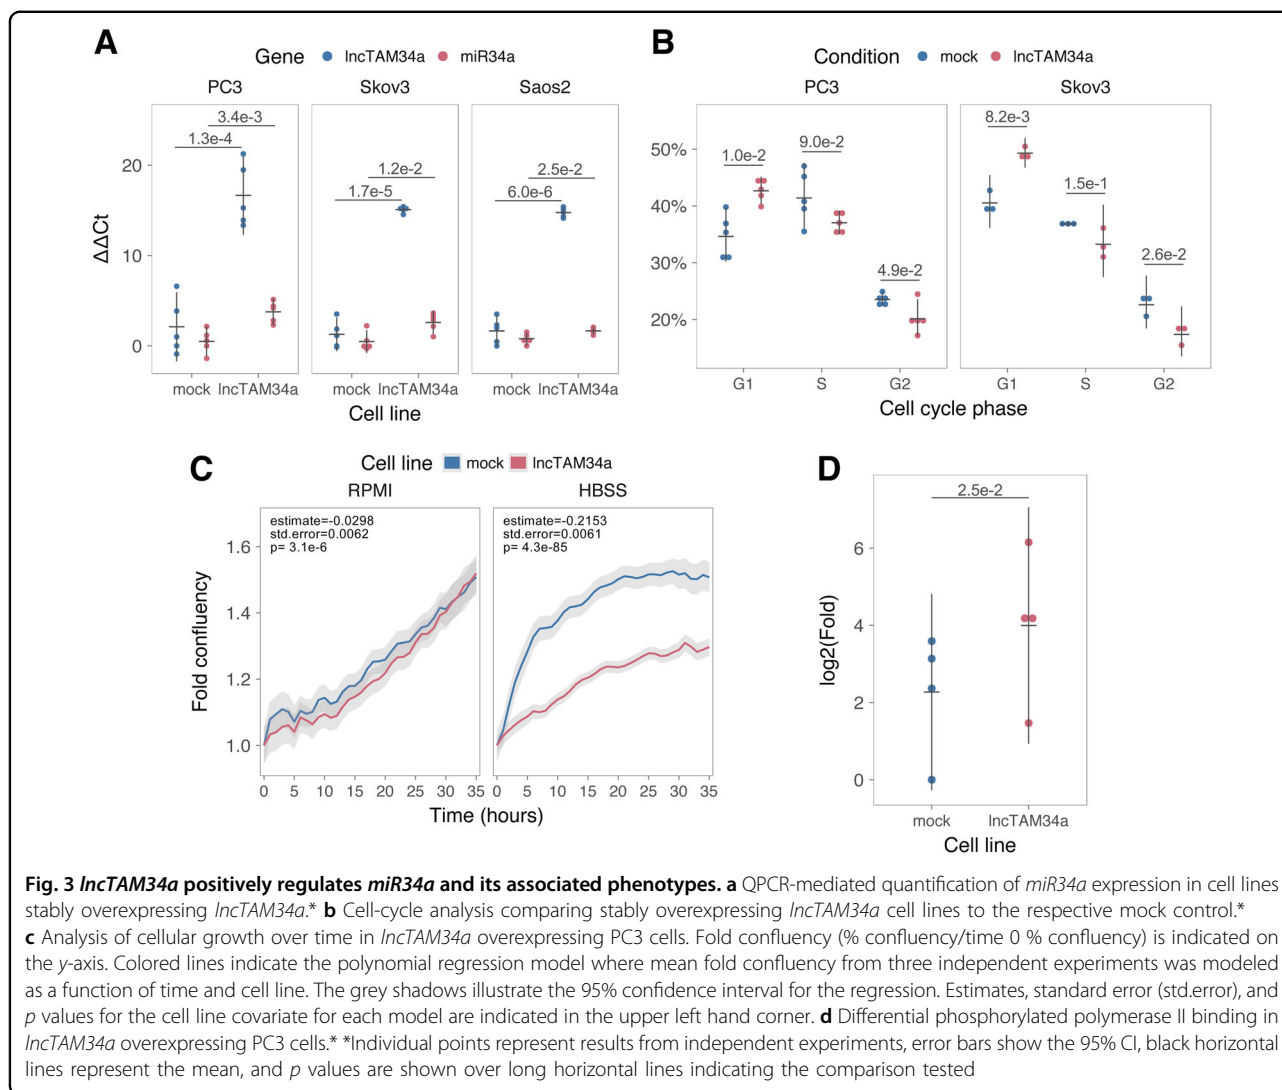 A
Gene lncTAM34a miR34a
PC3 Skov3 Saos2
3.4e-3
1.3e-4
1.2e-2
1.7e-5
2.5e-2
6.0e-6
ΔΔCt
20
10
0
mock lncTAM34a mock lncTAM34a mock lncTAM34a
Cell line
B
Condition mock lncTAM34a
PC3 Skov3
1.0e-2
9.0e-2
4.9e-2
8.2e-3
1.5e-1
2.6e-2
50%
40%
30%
20%
G1 S G2 G1 S G2
Cell cycle phase
C
Cell line mock lncTAM34a
RPMI HBSS
estimate=-0.0298
std.error=0.0062
p= 3.1e-6
estimate=-0.2153
std.error=0.0061
p= 4.3e-85
Fold confluency
1.6
1.4
1.2
1.0
0 5 10 15 20 25 30 35 0 5 10 15 20 25 30 35
Time (hours)
D
2.5e-2
log2(Fold)
6
4
2
0
mock lncTAM34a
Cell line
Fig. 3 lncTAM34a positively regulates miR34a and its associated phenotypes. a QPCR-mediated quantification of miR34a expression in cell lines
stably overexpressing lncTAM34a.* b Cell-cycle analysis comparing stably overexpressing lncTAM34a cell lines to the respective mock control.*
c Analysis of cellular growth over time in lncTAM34a overexpressing PC3 cells. Fold confluency (% confluency/time 0 % confluency) is indicated on
the y-axis. Colored lines indicate the polynomial regression model where mean fold confluency from three independent experiments was modeled
as a function of time and cell line. The grey shadows illustrate the 95% confidence interval for the regression. Estimates, standard error (std.error), and
p values for the cell line covariate for each model are indicated in the upper left hand corner. d Differential phosphorylated polymerase II binding in
lncTAM34a overexpressing PC3 cells.* *Individual points represent results from independent experiments, error bars show the 95% CI, black horizontal
lines represent the mean, and p values are shown over long horizontal lines indicating the comparison tested